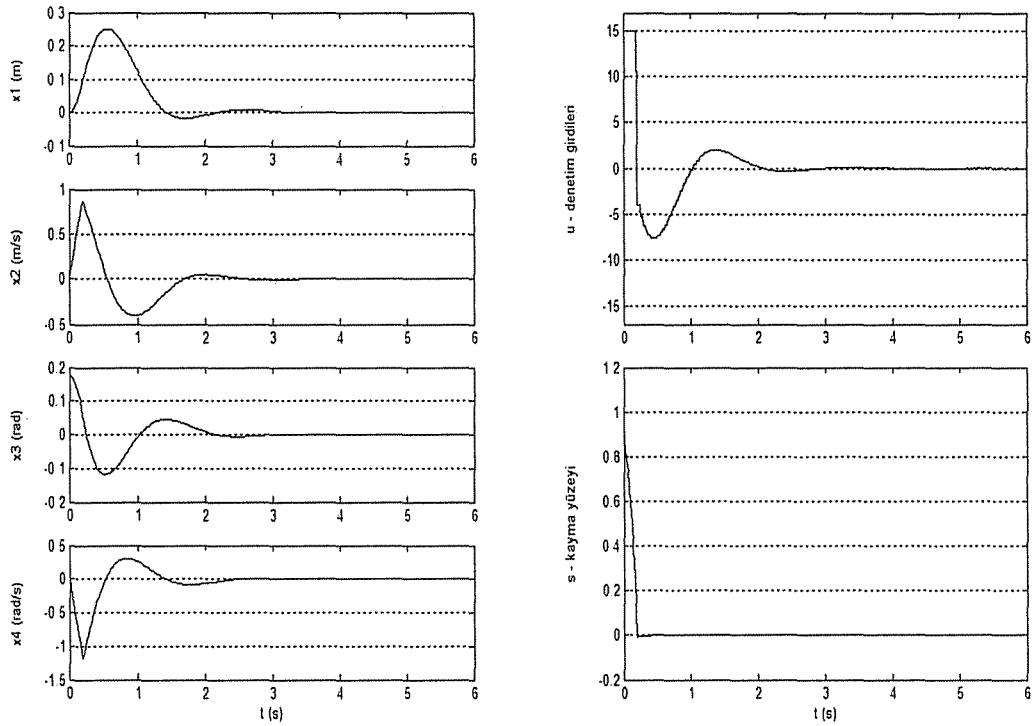 x1 (m)
0 3
0.2
0 1
0
-0 1
0 1 2 3 4 5 6
x2 (m/s)
1
0 5
0
-0 5
0 1 2 3 4 5 6
x3 (rad)
0.2
0.1
0
-0 1
-0 2
0 1 2 3 4 5 6
x4 (rad/s)
0 5
0
-0 5
-1
-1.5
0 1 2 3 4 5 6
t (s)
u - denetim girdileri
15
10
5
0
-5
-10
-15
0 1 2 3 4 5 6
s - kayma yüzeyi
1.2
1
0.8
0.6
0.4
0.2
0
-0.2
0 1 2 3 4 5 6
t (s)